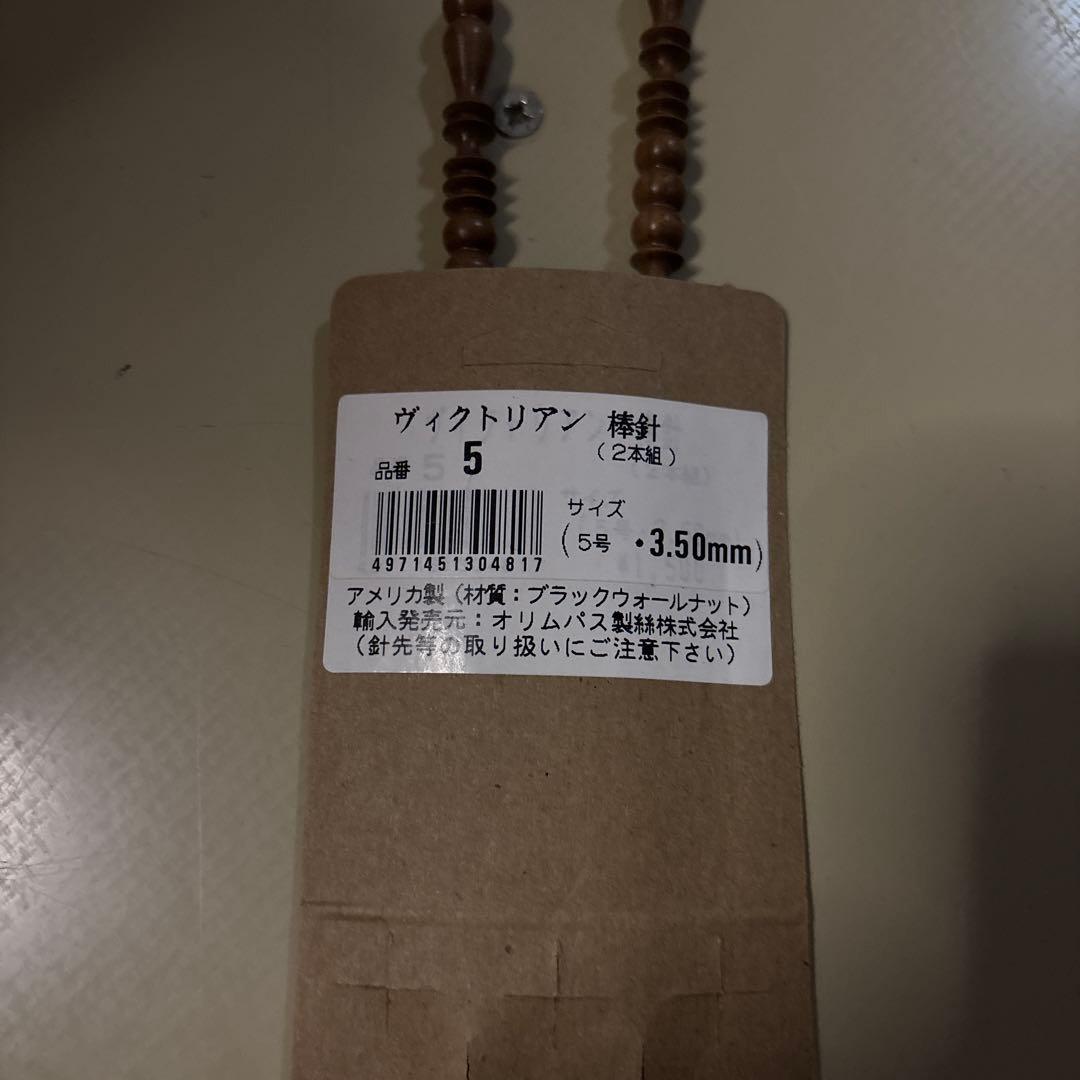 ヴィクトリアン 棒針
(2本組)
品番 5
サイズ
(5号 ・3.50mm)
4971451304817
アメリカ製(材質:ブラックウォールナット)
輸入発売元:オリムパス製絲株式会社
(針先等の取り扱いにご注意下さい)